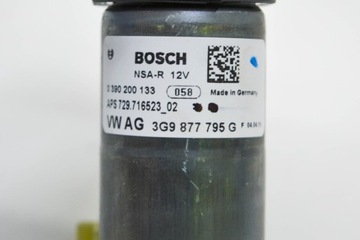 BOSCH
NSA-R 12V
0 390 200 133 058 Made in Germany
APS 729.716523_02
VW AG 3G9 877 795 G F